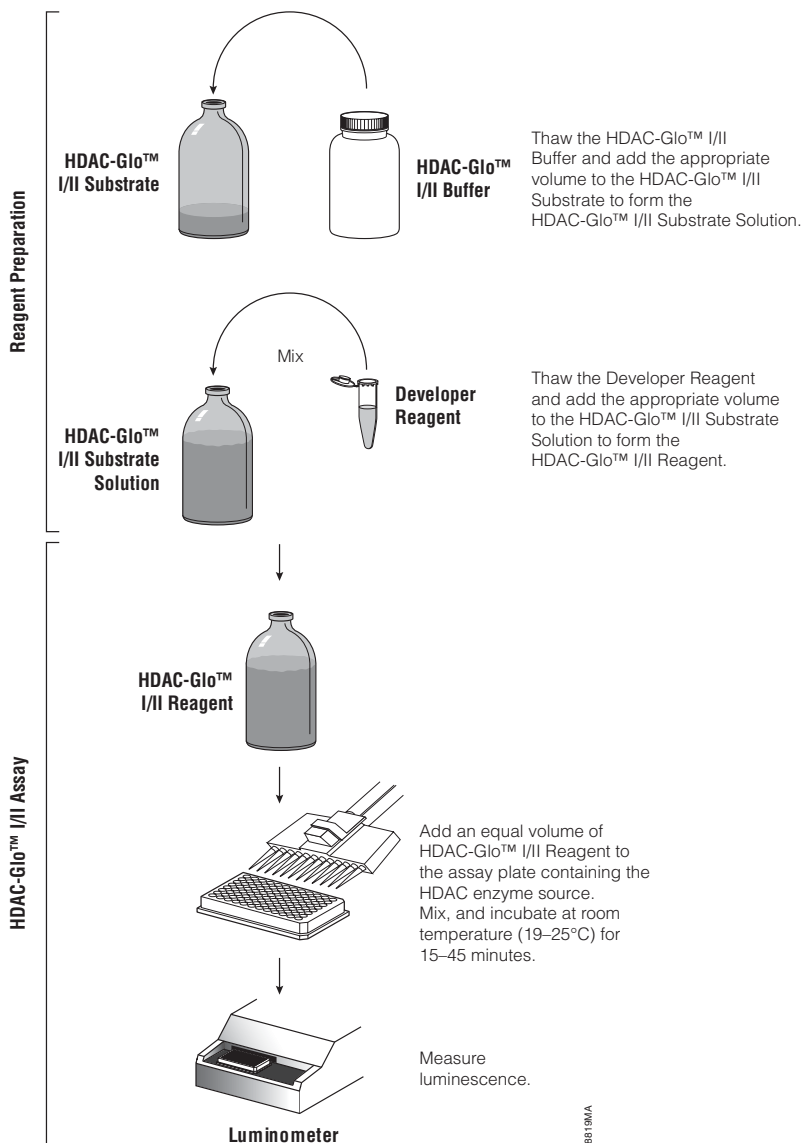 Reagent Preparation
HDAC-Glo™
I/II Substrate
HDAC-Glo™
I/II Buffer
Thaw the HDAC-Glo™ I/II
Buffer and add the appropriate
volume to the HDAC-Glo™ I/II
Substrate to form the
HDAC-Glo™ I/II Substrate Solution.
Mix
HDAC-Glo™
I/II Substrate
Solution
Developer
Reagent
Thaw the Developer Reagent
and add the appropriate volume
to the HDAC-Glo™ I/II Substrate
Solution to form the
HDAC-Glo™ I/II Reagent.
HDAC-Glo™ I/II Assay
HDAC-Glo™
I/II Reagent
Add an equal volume of
HDAC-Glo™ I/II Reagent to
the assay plate containing the
HDAC enzyme source.
Mix, and incubate at room
temperature (19–25°C) for
15–45 minutes.
Measure
luminescence.
Luminometer
8819MA